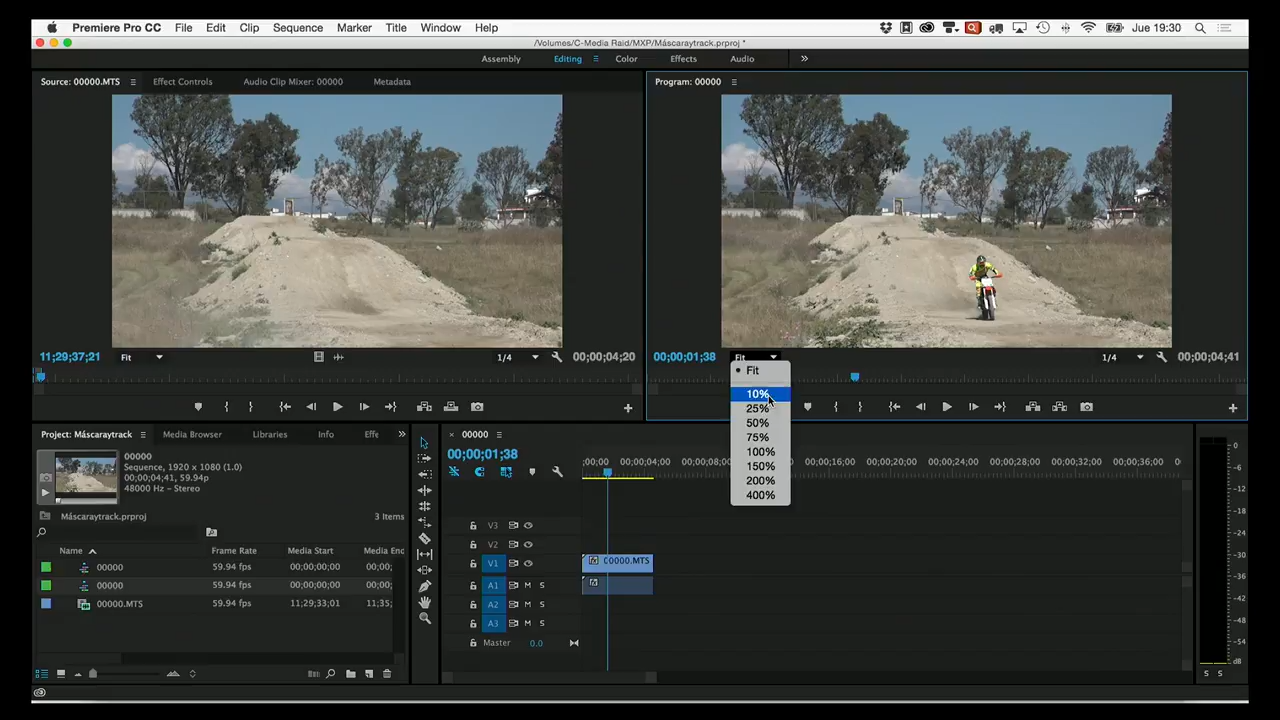 Premiere Pro CC File Edit Clip Sequence Marker Title Window Help Jue 19:30
/Volumes/C-Media Raid/MXP/Máscaraytrack.prproj *
Assembly Editing Color Effects Audio
Source: 00000.MTS Effect Controls Audio Clip Mixer: 00000 Metadata
Program: 00000
11;29;37;21 Fit 1/4 00;00;04;20
00;00;01;38 Fit 1/4 00;00;04;41
Fit
10%
25%
50%
75%
100%
150%
200%
400%
Project: Máscaraytrack Media Browser Libraries Info Effe
00000
Sequence, 1920 x 1080 (1.0)
00;00;04;41, 59.94p
48000 Hz - Stereo
Máscaraytrack.prproj 3 Items
Name Frame Rate Media Start Media End
00000 59.94 fps 00;00;00;00 00;00;
00000 59.94 fps 00;00;00;00 00;00;
00000.MTS 59.94 fps 11;29;33;01 11;35;
00000
00;00;01;38
;00;00 00;00;04;00 00;00;08;00 00;00;16;00 00;00;20;00 00;00;24;00 00;00;28;00 00;00;32;00 00;00;36;00
V3
V2
V1 00000.MTS
A1 M S
A2 M S
A3 M S
Master 0.0
0
-6
-12
-18
-24
-30
-36
-42
-48
-54
dB
S S